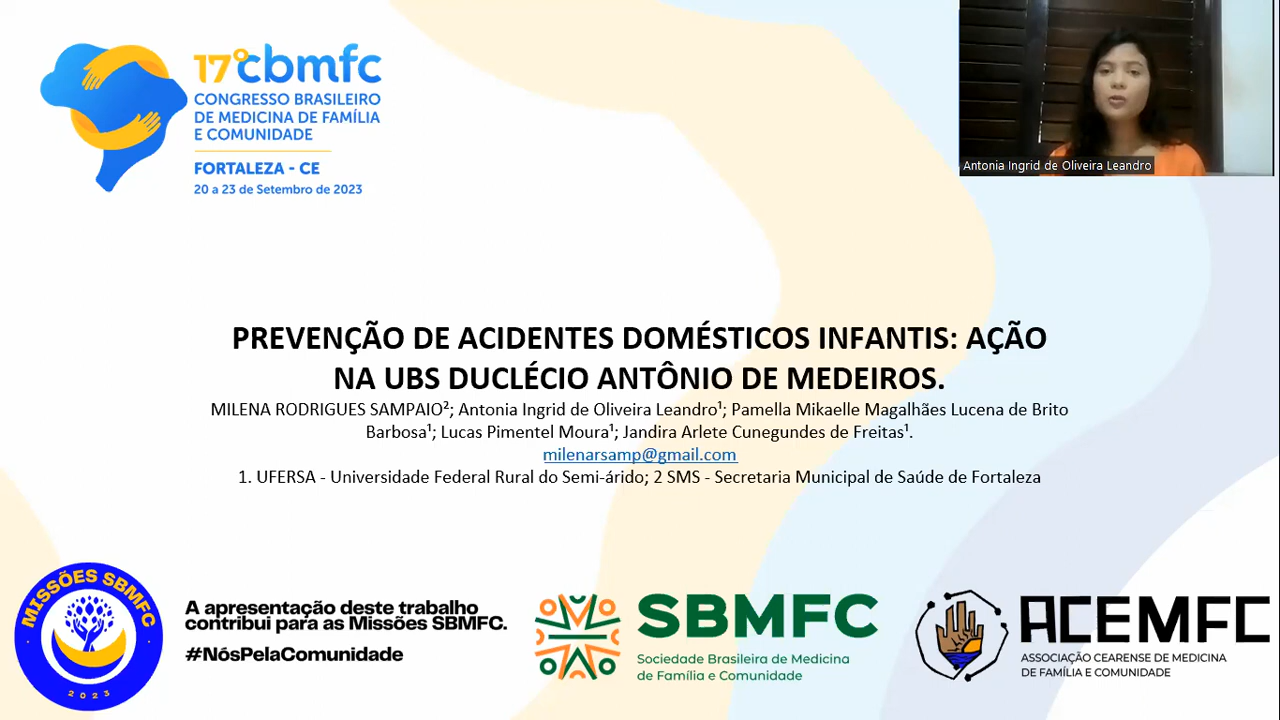 17º cbmfc
CONGRESSO BRASILEIRO
DE MEDICINA DE FAMÍLIA
E COMUNIDADE
FORTALEZA - CE
20 a 23 de Setembro de 2023
Antonia Ingrid de Oliveira Leandro
PREVENÇÃO DE ACIDENTES DOMÉSTICOS INFANTIS: AÇÃO
NA UBS DUCLÉCIO ANTÔNIO DE MEDEIROS.
MILENA RODRIGUES SAMPAIO²; Antonia Ingrid de Oliveira Leandro¹; Pamella Mikaelle Magalhães Lucena de Brito
Barbosa¹; Lucas Pimentel Moura¹; Jandira Arlete Cunegundes de Freitas¹.
milenarsamp@gmail.com
1. UFERSA - Universidade Federal Rural do Semi-árido; 2 SMS - Secretaria Municipal de Saúde de Fortaleza
MISSÕES SBMFC
2023
A apresentação deste trabalho
contribui para as Missões SBMFC.
#NósPelaComunidade
SBMFC
Sociedade Brasileira de Medicina
de Família e Comunidade
ACEMFC
ASSOCIAÇÃO CEARENSE DE MEDICINA
DE FAMÍLIA E COMUNIDADE